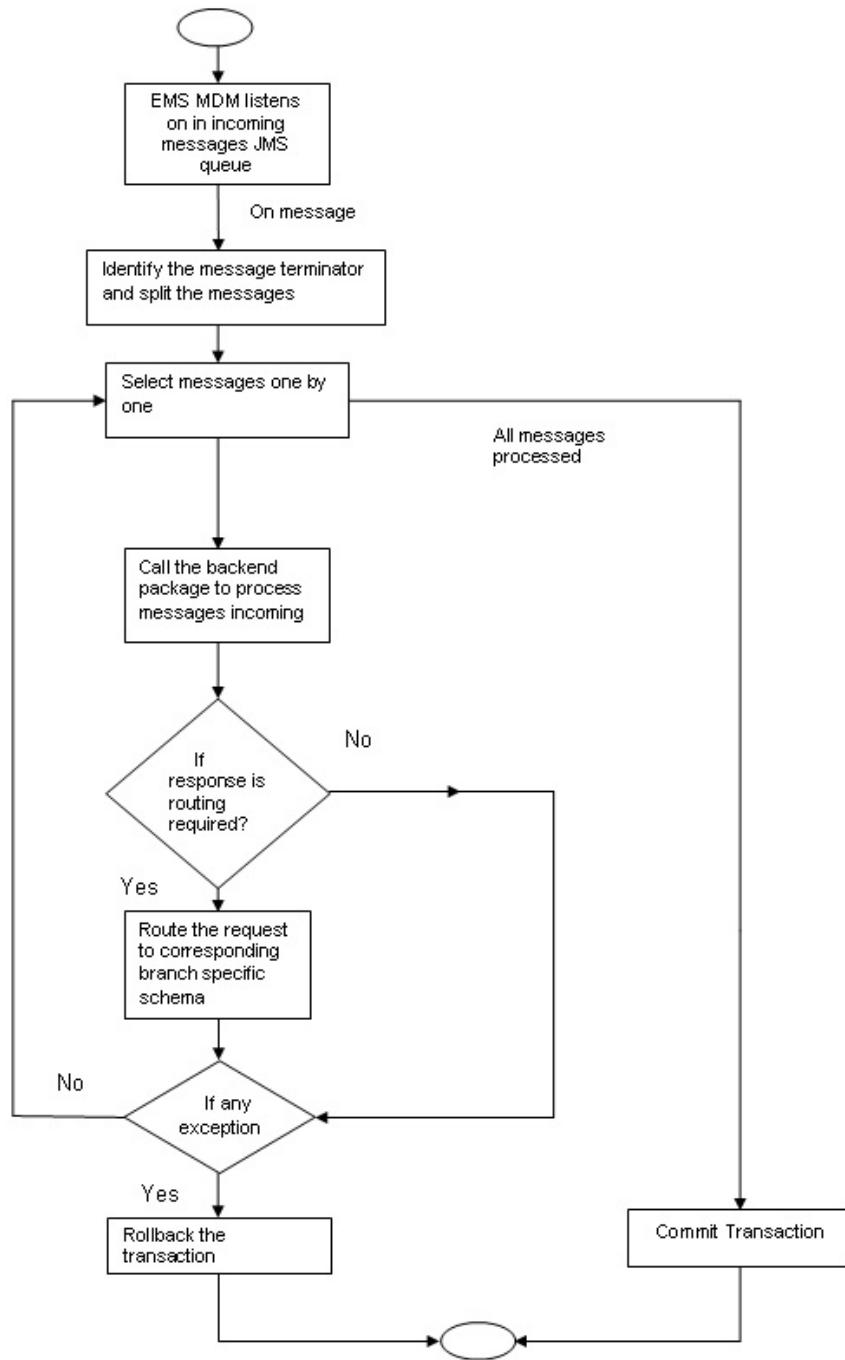 EMS MDM listens
on in incoming
messages JMS
queue
On message
Identify the message terminator
and split the messages
Select messages one by
one
All messages
processed
Call the backend
package to process
messages incoming
No
If
response is
routing
required?
Yes
Route the request
to corresponding
branch specific
schema
No
If any
exception
Yes
Rollback the
transaction
Commit Transaction